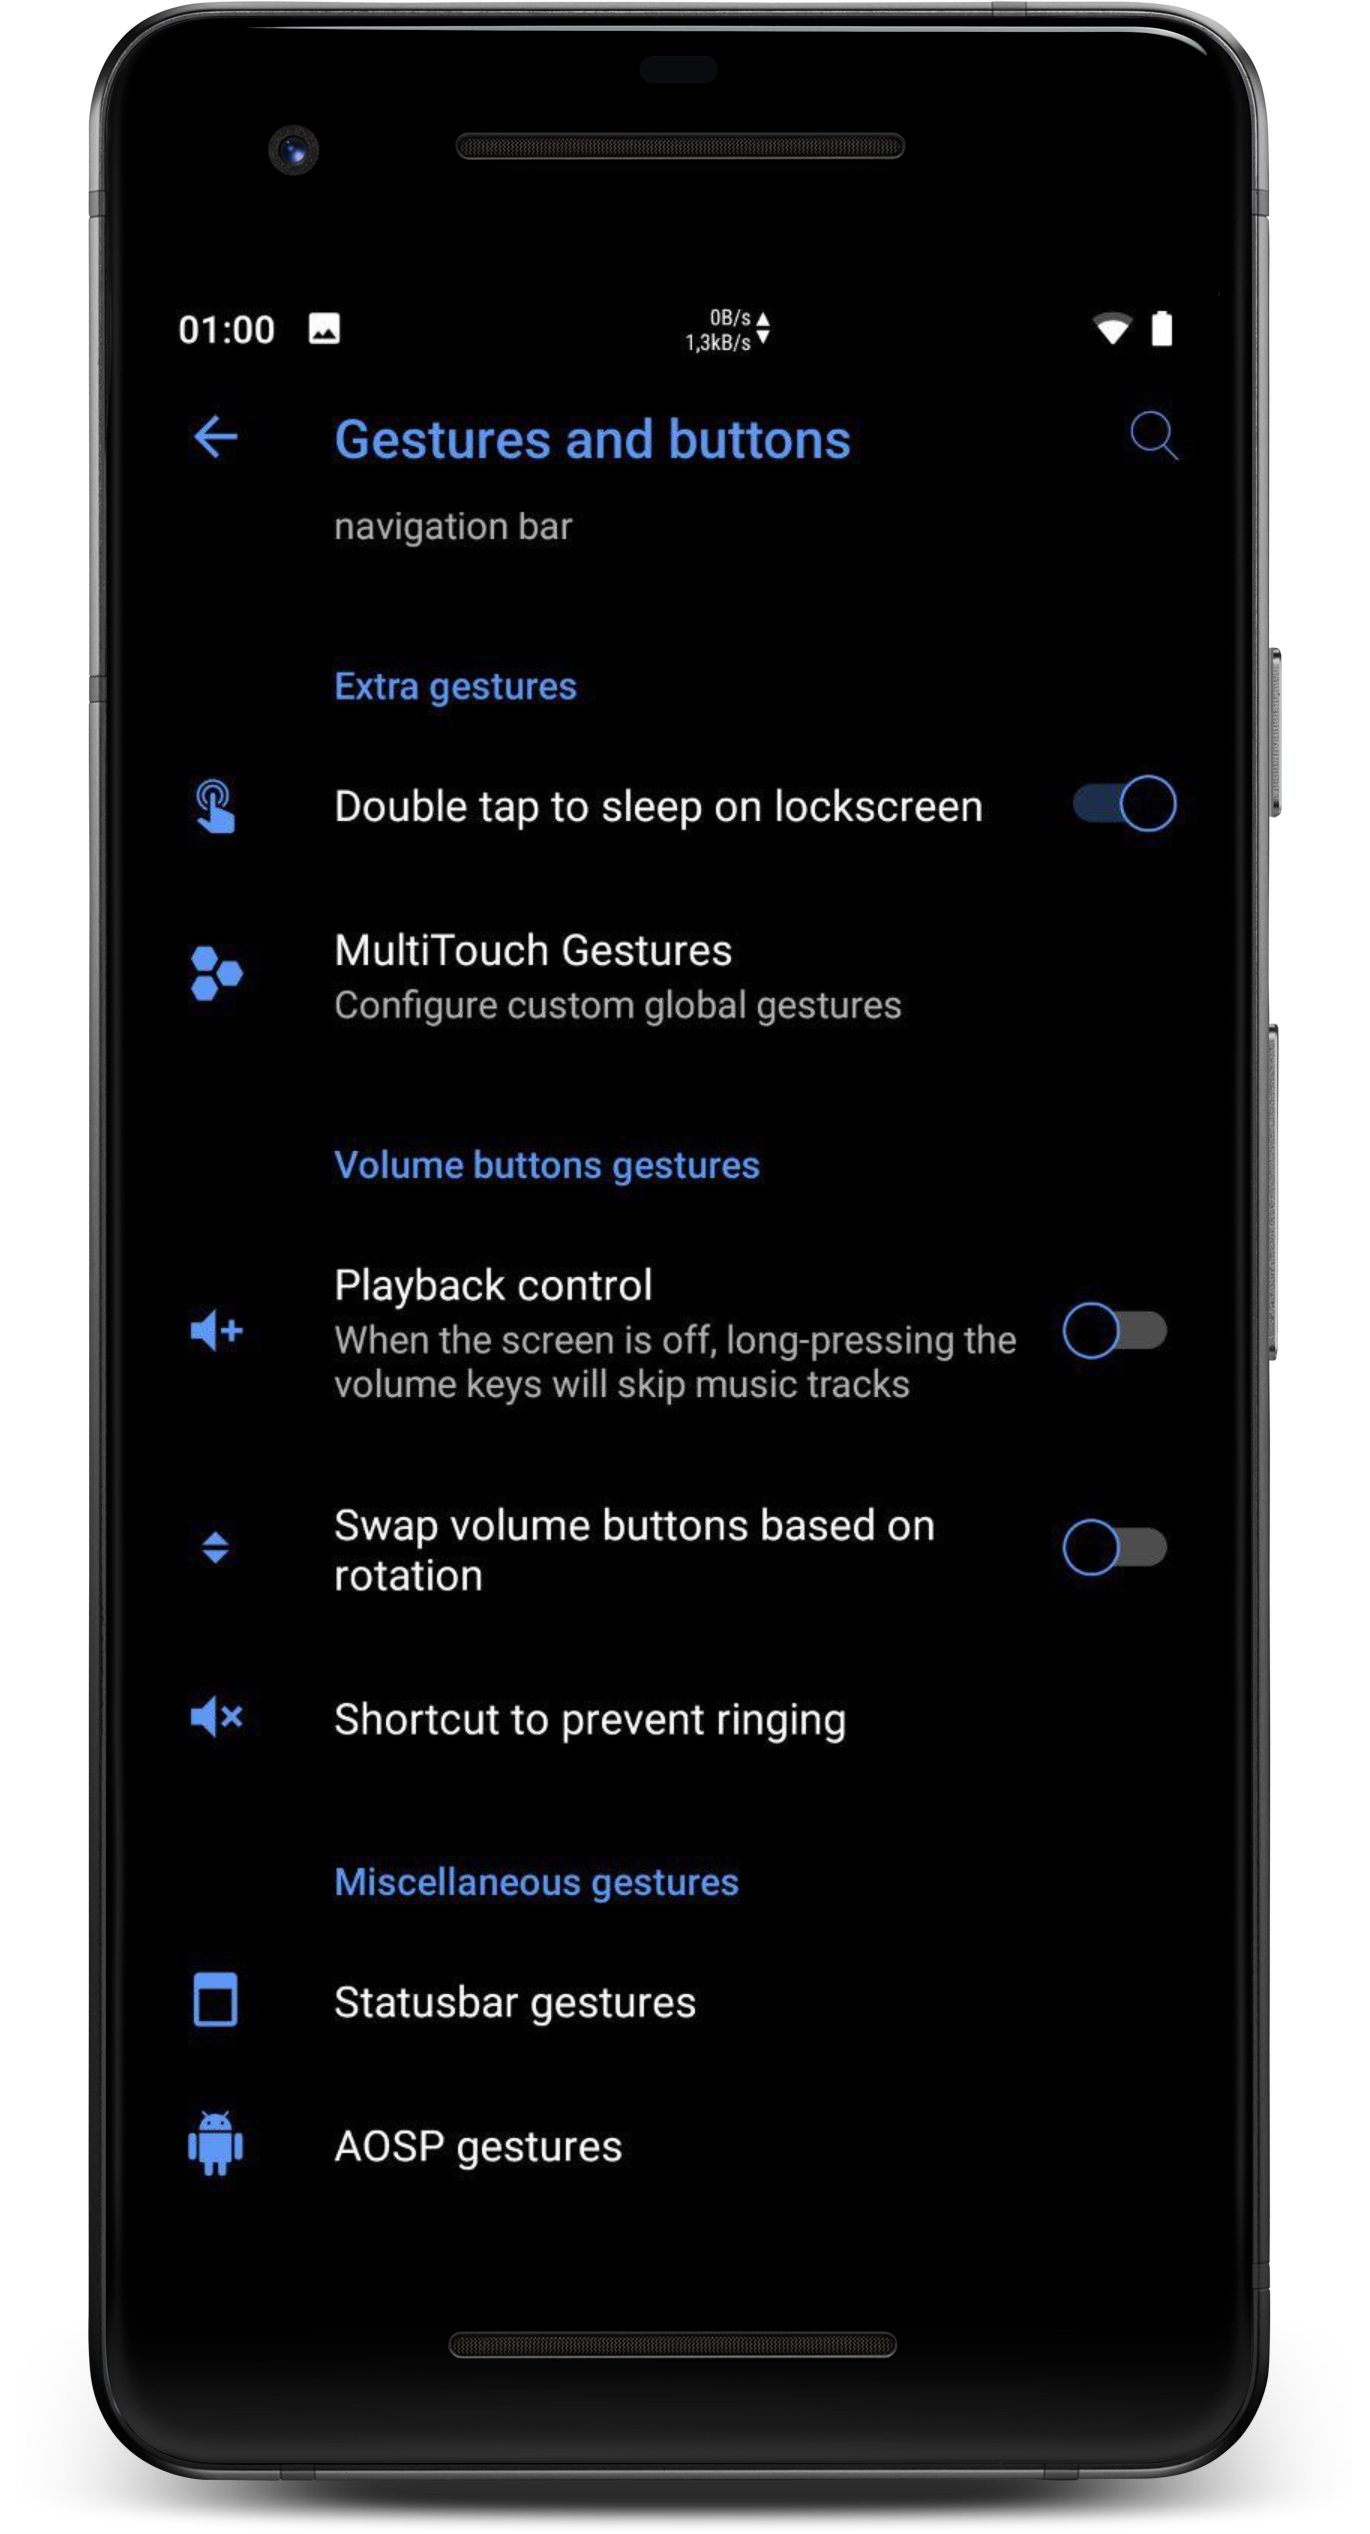 01:00
0B/s
1,3kB/s
Gestures and buttons
navigation bar
Extra gestures
Double tap to sleep on lockscreen
MultiTouch Gestures
Configure custom global gestures
Volume buttons gestures
Playback control
When the screen is off, long-pressing the
volume keys will skip music tracks
Swap volume buttons based on
rotation
Shortcut to prevent ringing
Miscellaneous gestures
Statusbar gestures
AOSP gestures